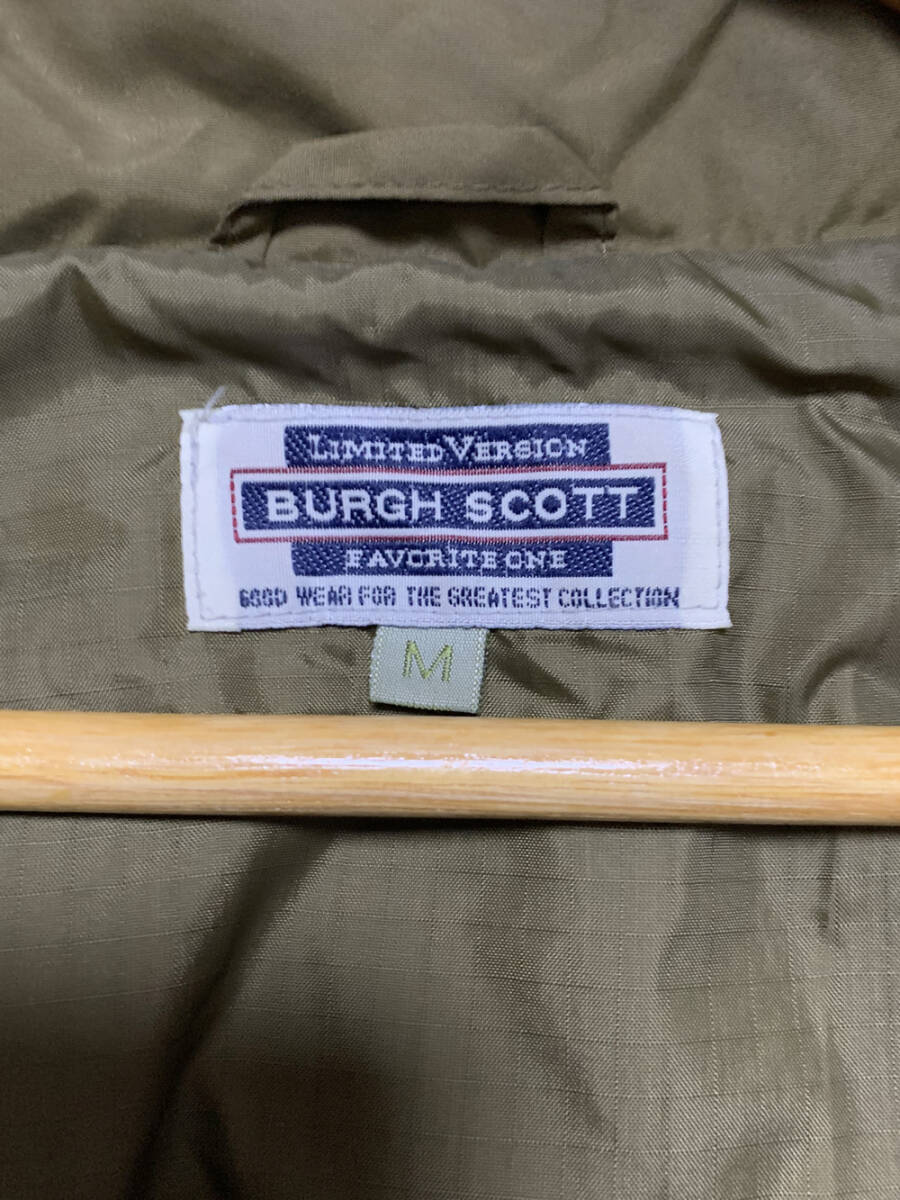 LIMITED VERSION
BURGH SCOTT
FAVORITE ONE
GOOD WEAR FOR THE GREATEST COLLECTION
M